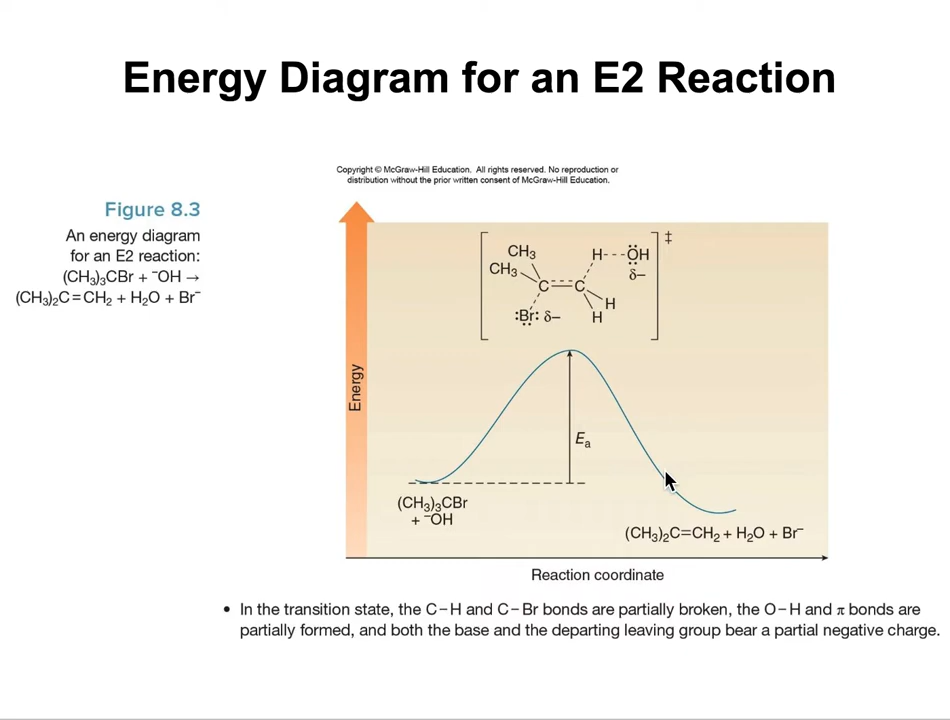 Energy Diagram for an E2 Reaction
Copyright © McGraw-Hill Education. All rights reserved. No reproduction or
distribution without the prior written consent of McGraw-Hill Education.
Figure 8.3
An energy diagram
for an E2 reaction:
(CH₃)₃CBr + ⁻OH →
(CH₃)₂C=CH₂ + H₂O + Br⁻
‡
CH₃ H---ÖH
CH₃ δ–
C C
H
:Br: δ– H
Energy
Eₐ
(CH₃)₃CBr
+ ⁻OH
(CH₃)₂C=CH₂ + H₂O + Br⁻
Reaction coordinate
• In the transition state, the C–H and C–Br bonds are partially broken, the O–H and π bonds are
partially formed, and both the base and the departing leaving group bear a partial negative charge.